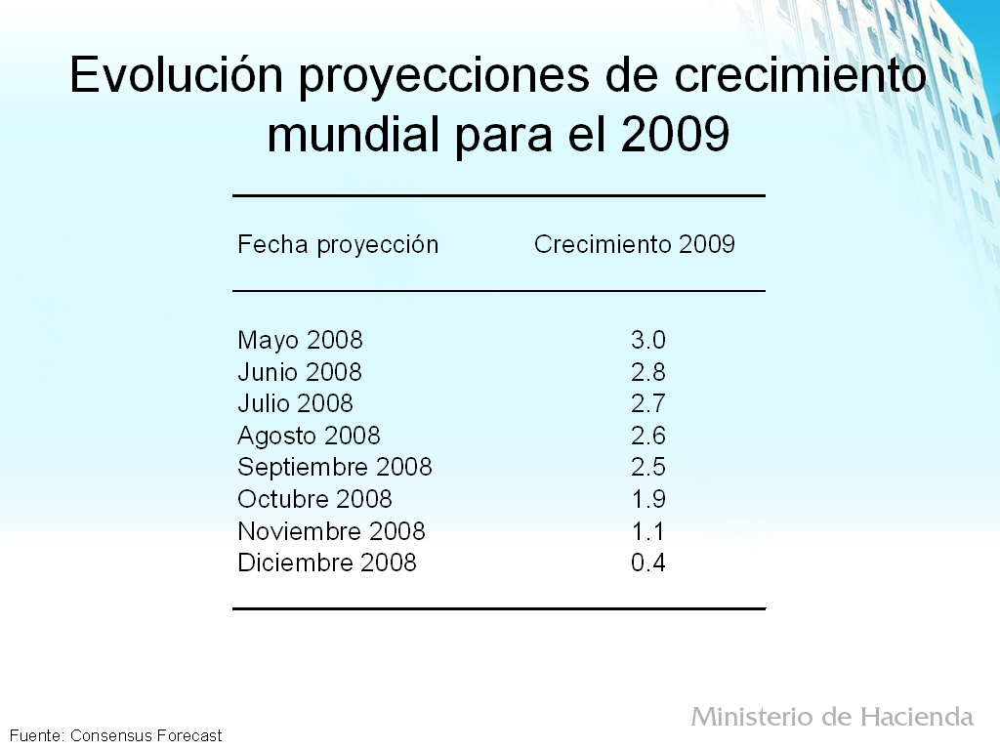 Evolución proyecciones de crecimiento
mundial para el 2009
Fecha proyección Crecimiento 2009
Mayo 2008 3.0
Junio 2008 2.8
Julio 2008 2.7
Agosto 2008 2.6
Septiembre 2008 2.5
Octubre 2008 1.9
Noviembre 2008 1.1
Diciembre 2008 0.4
Ministerio de Hacienda
Fuente: Consensus Forecast